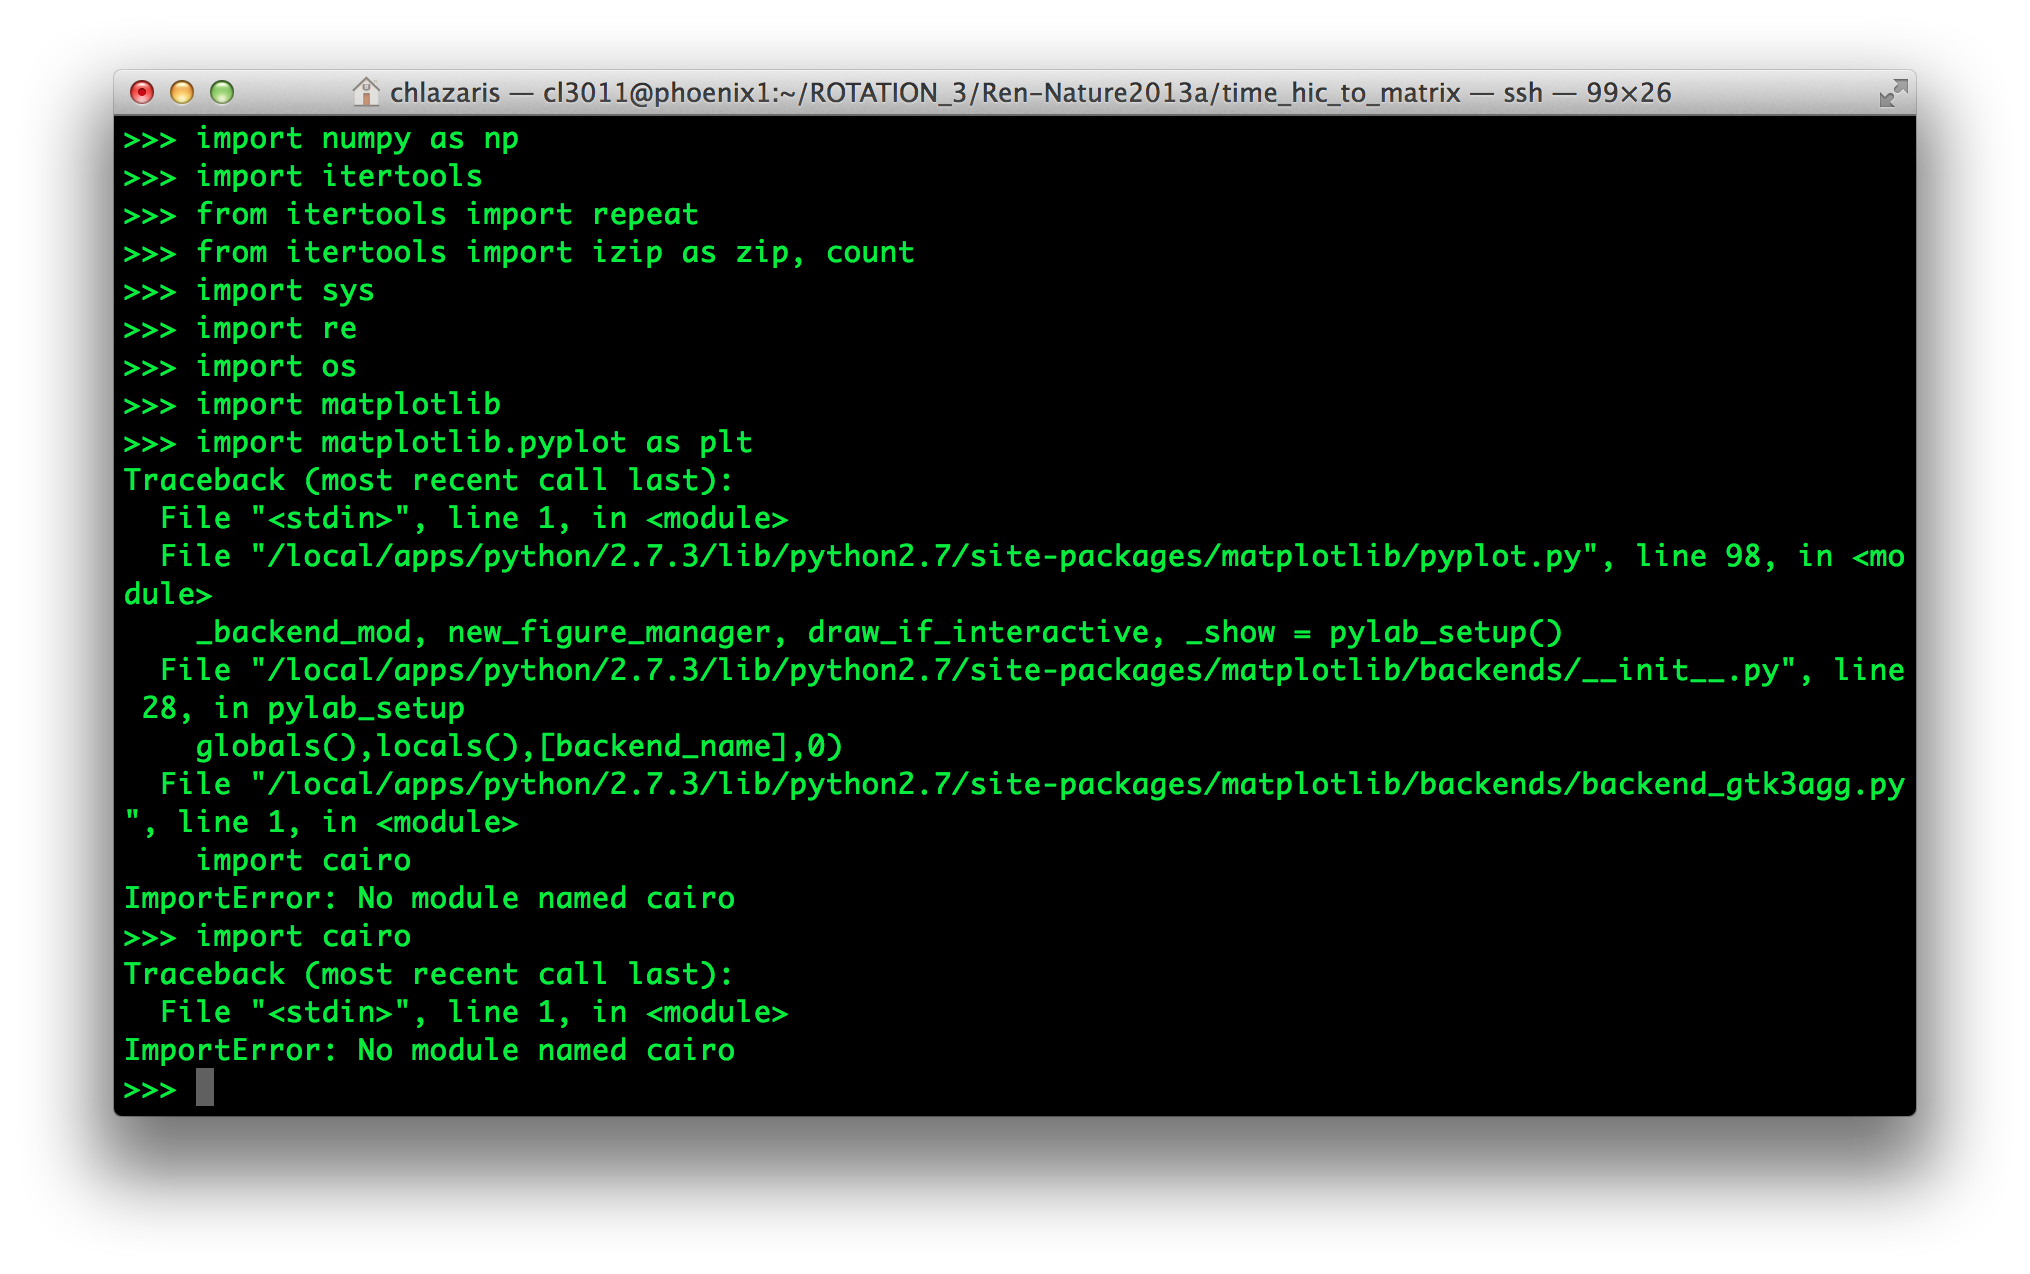 chlazaris — cl3011@phoenix1:~/ROTATION_3/Ren-Nature2013a/time_hic_to_matrix — ssh — 99×26
>>> import numpy as np
>>> import itertools
>>> from itertools import repeat
>>> from itertools import izip as zip, count
>>> import sys
>>> import re
>>> import os
>>> import matplotlib
>>> import matplotlib.pyplot as plt
Traceback (most recent call last):
  File "<stdin>", line 1, in <module>
  File "/local/apps/python/2.7.3/lib/python2.7/site-packages/matplotlib/pyplot.py", line 98, in <mo
dule>
    _backend_mod, new_figure_manager, draw_if_interactive, _show = pylab_setup()
  File "/local/apps/python/2.7.3/lib/python2.7/site-packages/matplotlib/backends/__init__.py", line
 28, in pylab_setup
    globals(),locals(),[backend_name],0)
  File "/local/apps/python/2.7.3/lib/python2.7/site-packages/matplotlib/backends/backend_gtk3agg.py
", line 1, in <module>
    import cairo
ImportError: No module named cairo
>>> import cairo
Traceback (most recent call last):
  File "<stdin>", line 1, in <module>
ImportError: No module named cairo
>>>